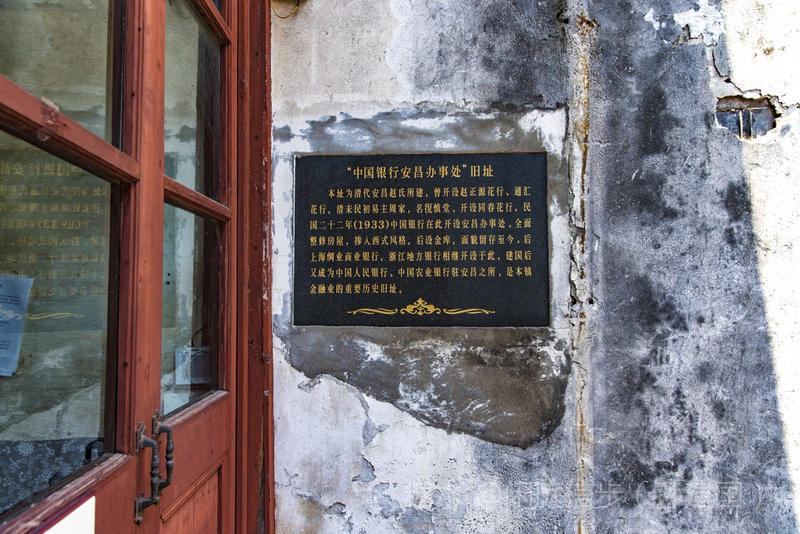 “中国银行安昌办事处”旧址
本址为清代安昌赵氏所建，曾开设赵正源花行、通汇
花行。清末民初易主周家，名復慎堂，开设同春花行。民
国二十二年(1933)中国银行在此开设安昌办事处，全面
整修房屋，掺入西式风格，后设金库，面貌留存至今。后
上海绸业商业银行、浙江地方银行相继开设于此，建国后
又成为中国人民银行、中国农业银行驻安昌之所，是本镇
金融业的重要历史旧址。